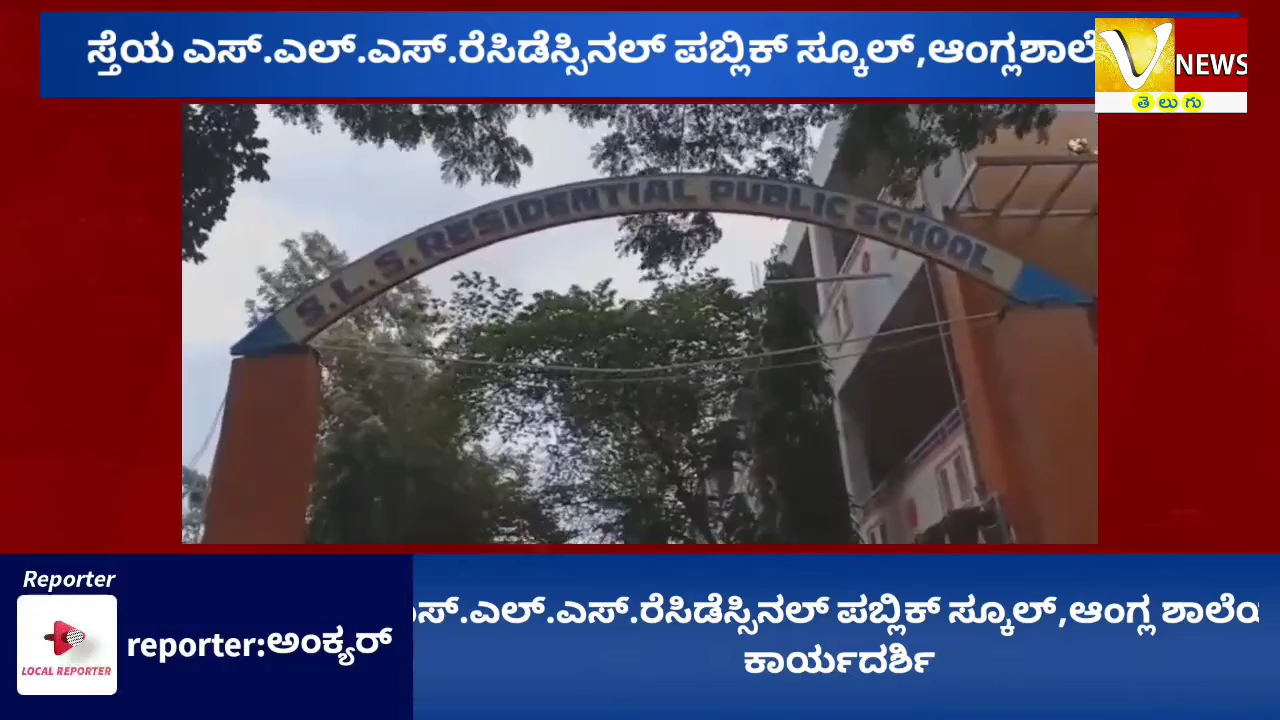 ಸ್ತೆಯ ಎಸ್.ಎಲ್.ಎಸ್.ರೆಸಿಡೆಸ್ಸಿನಲ್ ಪಬ್ಲಿಕ್ ಸ್ಕೂಲ್,ಆಂಗ್ಲಶಾಲೆ
V NEWS
తెలుగు
S.L.S. RESIDENTIAL PUBLIC SCHOOL
Reporter
LOCAL REPORTER
reporter:ಅಂಕ್ಯರ್
ಎಸ್.ಎಲ್.ಎಸ್.ರೆಸಿಡೆಸ್ಸಿನಲ್ ಪಬ್ಲಿಕ್ ಸ್ಕೂಲ್,ಆಂಗ್ಲ ಶಾಲೆಯ
ಕಾರ್ಯದರ್ಶಿ